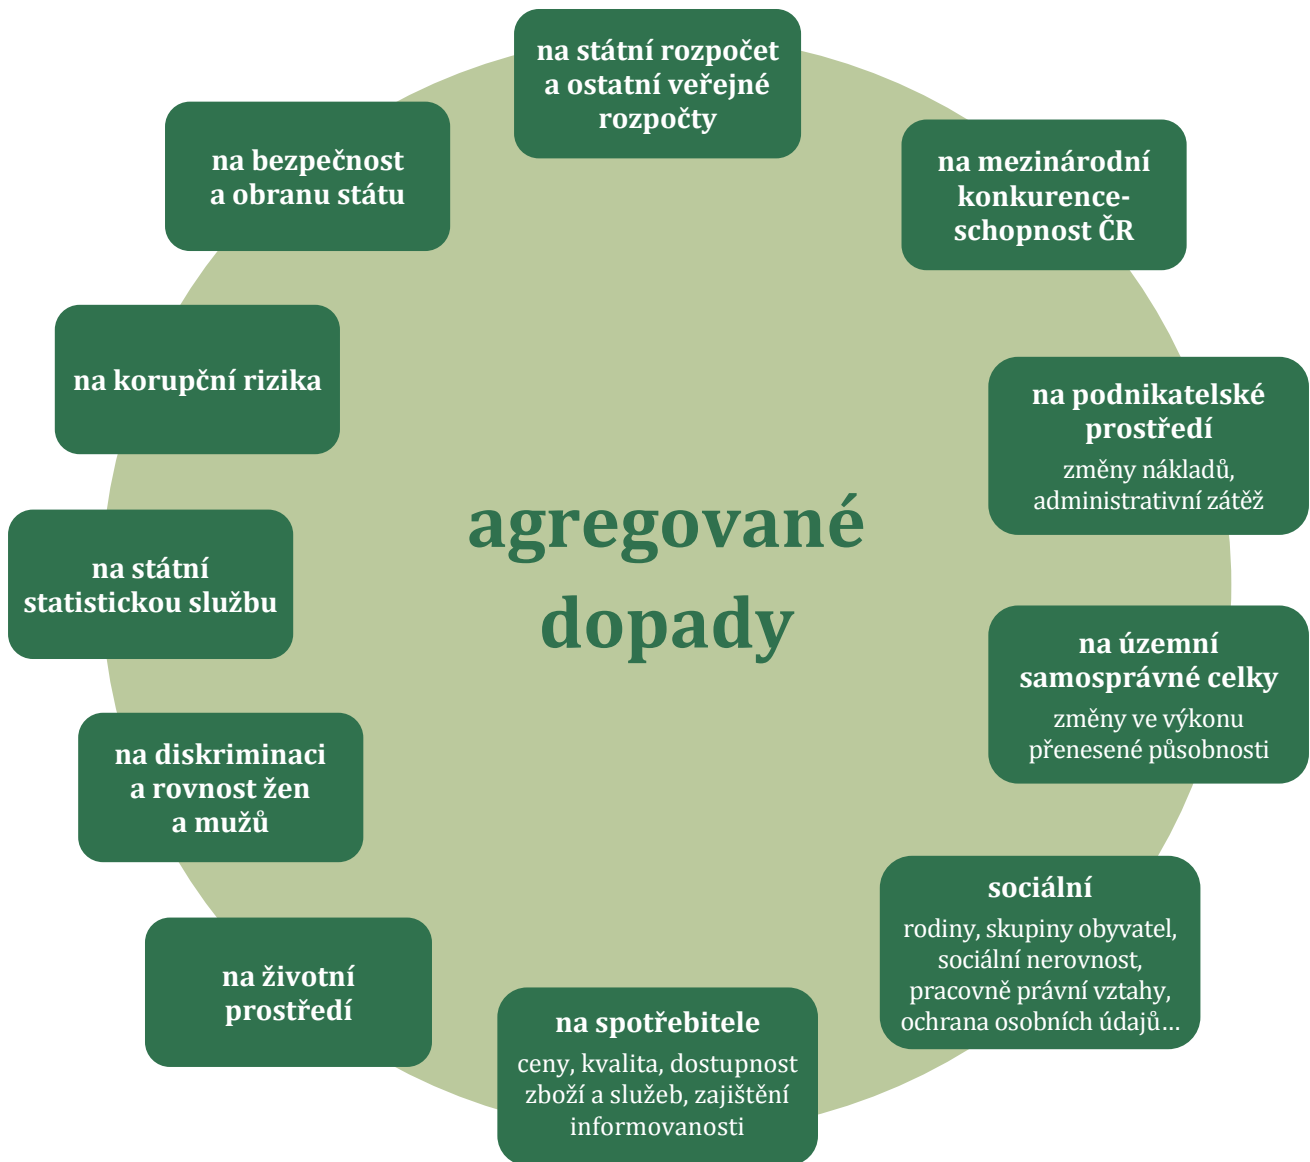 na státní rozpočet
a ostatní veřejné
rozpočty
na mezinárodní
konkurence-
schopnost ČR
na podnikatelské
prostředí
změny nákladů,
administrativní zátěž
na územní
samosprávné celky
změny ve výkonu
přenesené působnosti
sociální
rodiny, skupiny obyvatel,
sociální nerovnost,
pracovně právní vztahy,
ochrana osobních údajů…
na spotřebitele
ceny, kvalita, dostupnost
zboží a služeb, zajištění
informovanosti
na životní
prostředí
na diskriminaci
a rovnost žen
a mužů
na státní
statistickou službu
na korupční rizika
na bezpečnost
a obranu státu
agregované
dopady